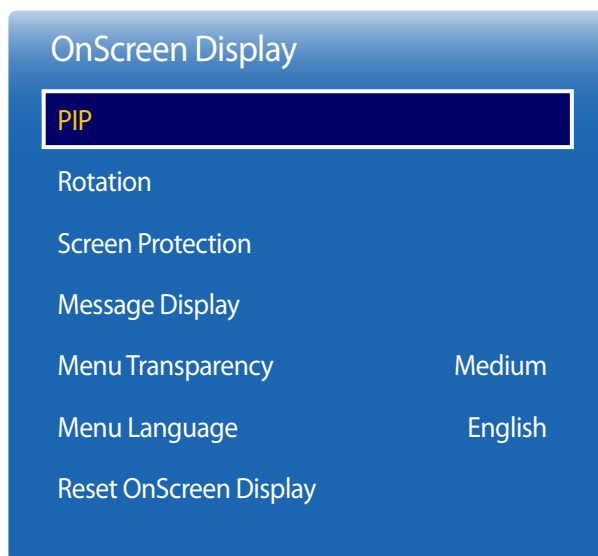 OnScreen Display
PIP
Rotation
Screen Protection
Message Display
Menu Transparency Medium
Menu Language English
Reset OnScreen Display